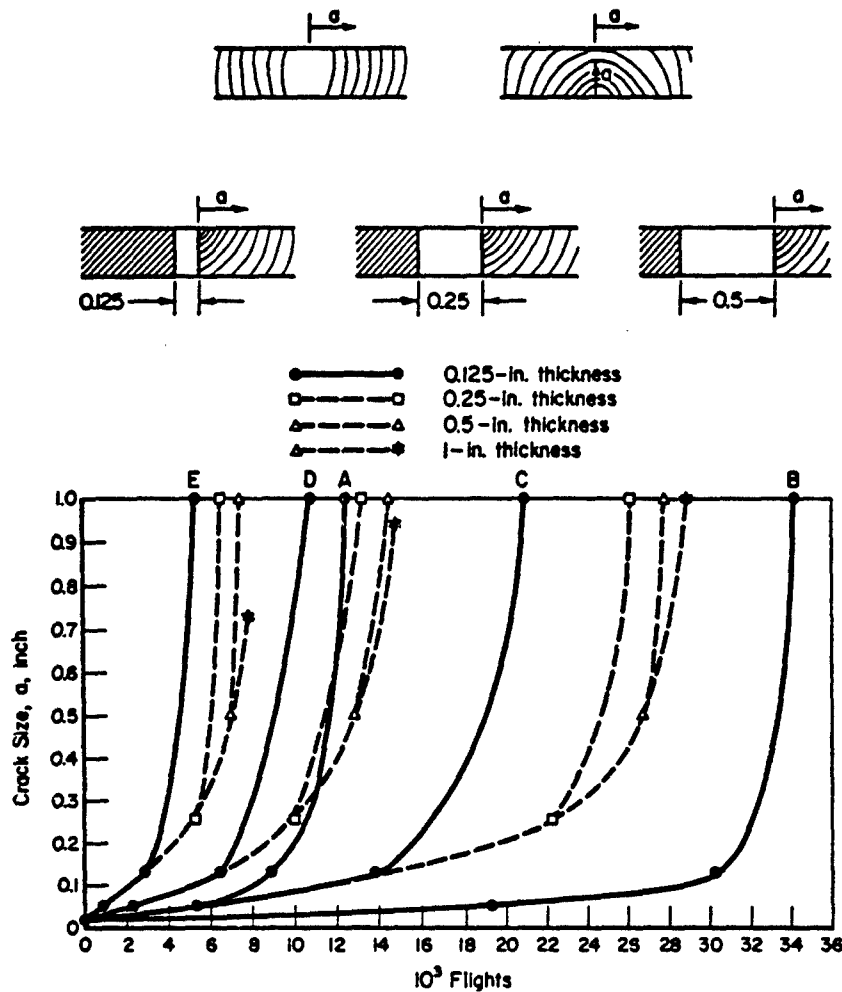 a a
a
a a a
0.125 0.25 0.5
0.125-in. thickness
0.25-in. thickness
0.5-in. thickness
1-in. thickness
E D A C B
1.0
0.9
0.8
0.7
0.6
0.5
0.4
0.3
0.2
0.1
0
Crack Size, a, inch
0 2 4 6 8 10 12 14 16 18 20 22 24 26 28 30 32 34 36
10³ Flights